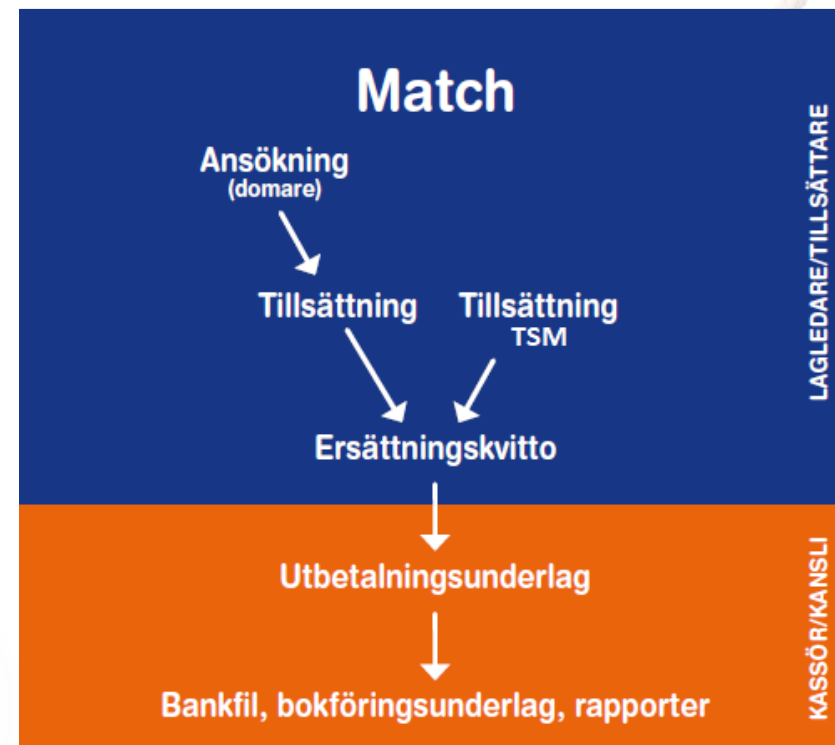 Match
Ansökning
(domare)
Tillsättning
Tillsättning
TSM
Ersättningskvitto
LAGLEDARE/TILLSÄTTARE
Utbetalningsunderlag
Bankfil, bokföringsunderlag, rapporter
KASSÖR/KANSLI